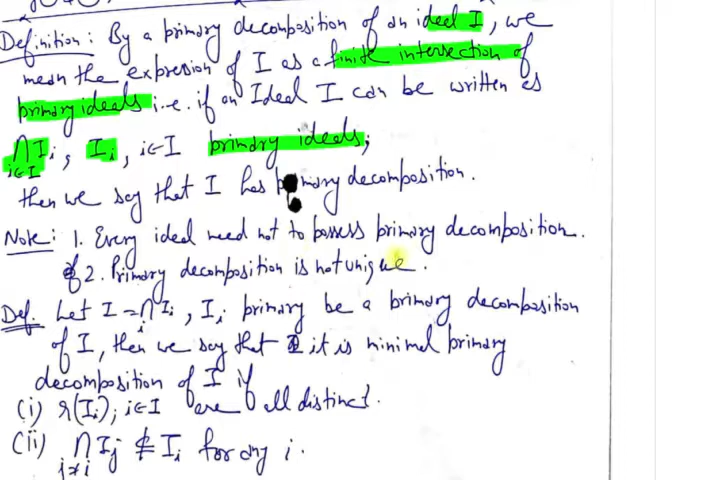 Definition: By a primary decomposition of an ideal I, we
mean the expression of I as a finite intersection of
primary ideals i.e. if an Ideal I can be written as
∩ Iᵢ, Iᵢ, i∈I primary ideals;
i∈I
then we say that I has primary decomposition.
Note: 1. Every ideal need not to possess primary decomposition.
2. Primary decomposition is not unique.
Def. Let I = ∩ Iᵢ, Iᵢ primary be a primary decomposition
i
of I, then we say that it is minimal primary
decomposition of I if
(i) r(Iᵢ); i∈I are all distinct.
(ii) ∩ Iⱼ ⊄ Iᵢ for any i.
j≠i